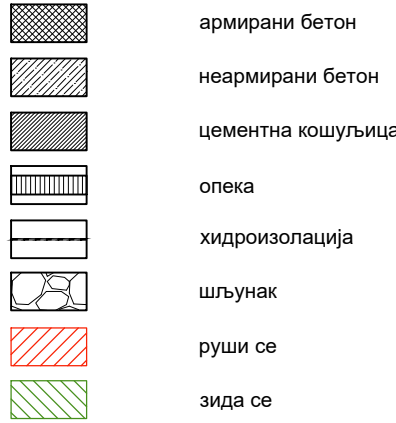 армирани бетон
неармирани бетон
цементна кошуљица
опека
хидроизолација
шљунак
руши се
зида се